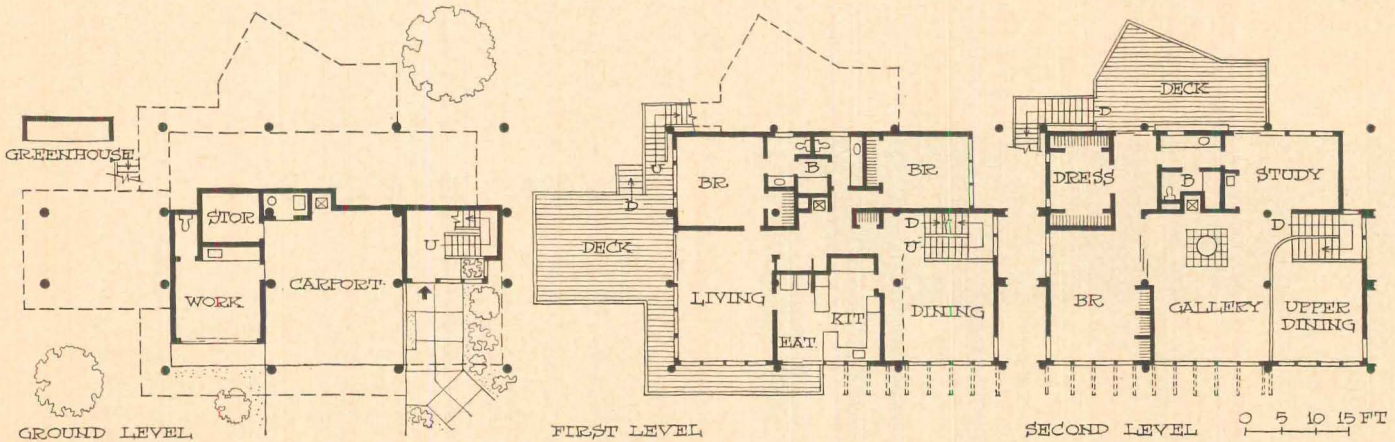 GREENHOUSE
STOR
WORK
CARPORT
U
GROUND LEVEL
BR
B
BR
U
D
DECK
D
U
LIVING
EAT
KIT
DINING
FIRST LEVEL
DECK
D
DRESS
B
STUDY
D
BR
GALLERY
UPPER
DINING
SECOND LEVEL
0 5 10 15 FT